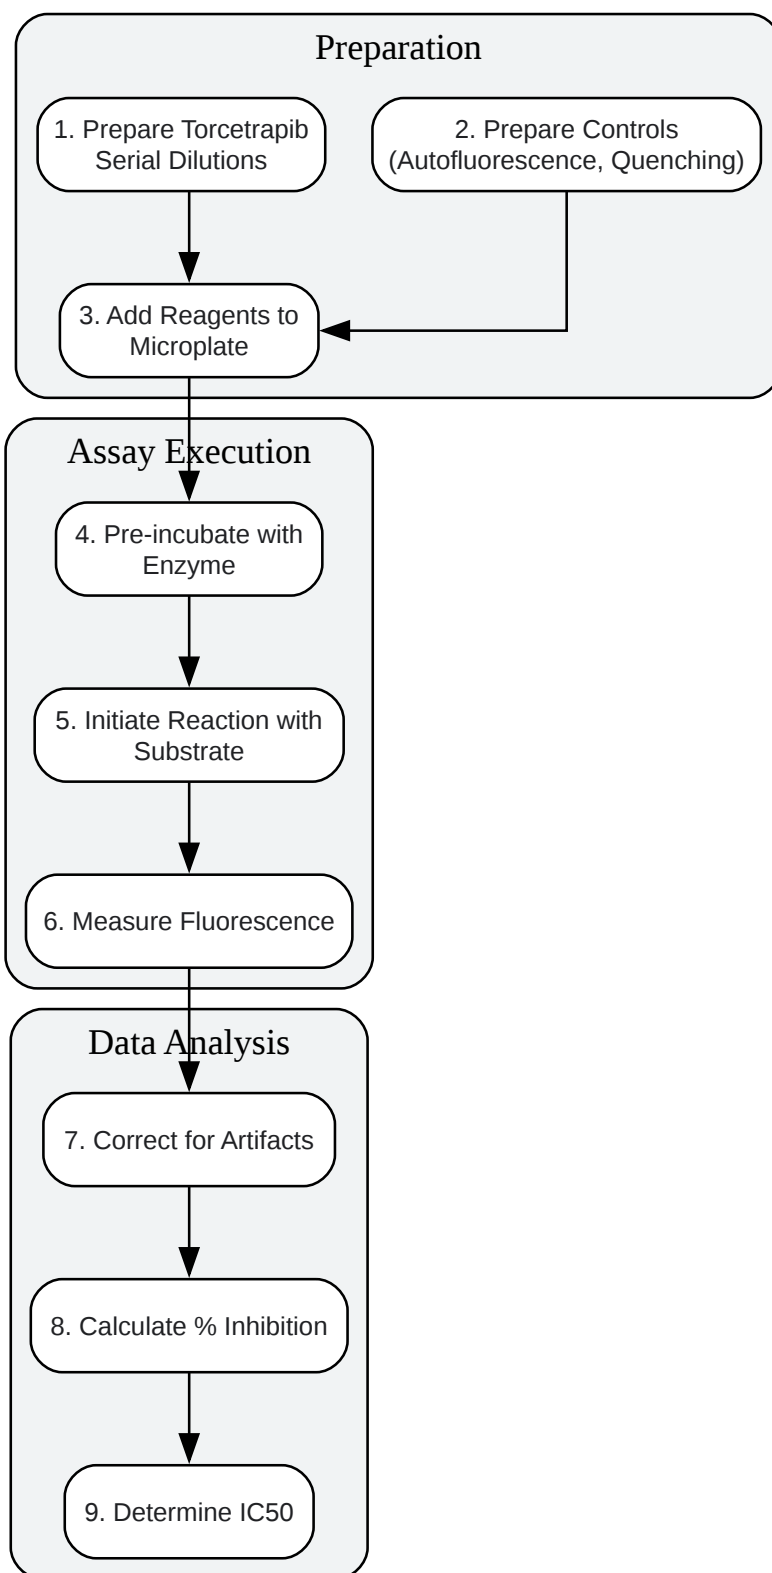 Preparation
1. Prepare Torcetrapib
Serial Dilutions
2. Prepare Controls
(Autofluorescence, Quenching)
3. Add Reagents to
Microplate
Assay Execution
4. Pre-incubate with
Enzyme
5. Initiate Reaction with
Substrate
6. Measure Fluorescence
Data Analysis
7. Correct for Artifacts
8. Calculate % Inhibition
9. Determine IC50